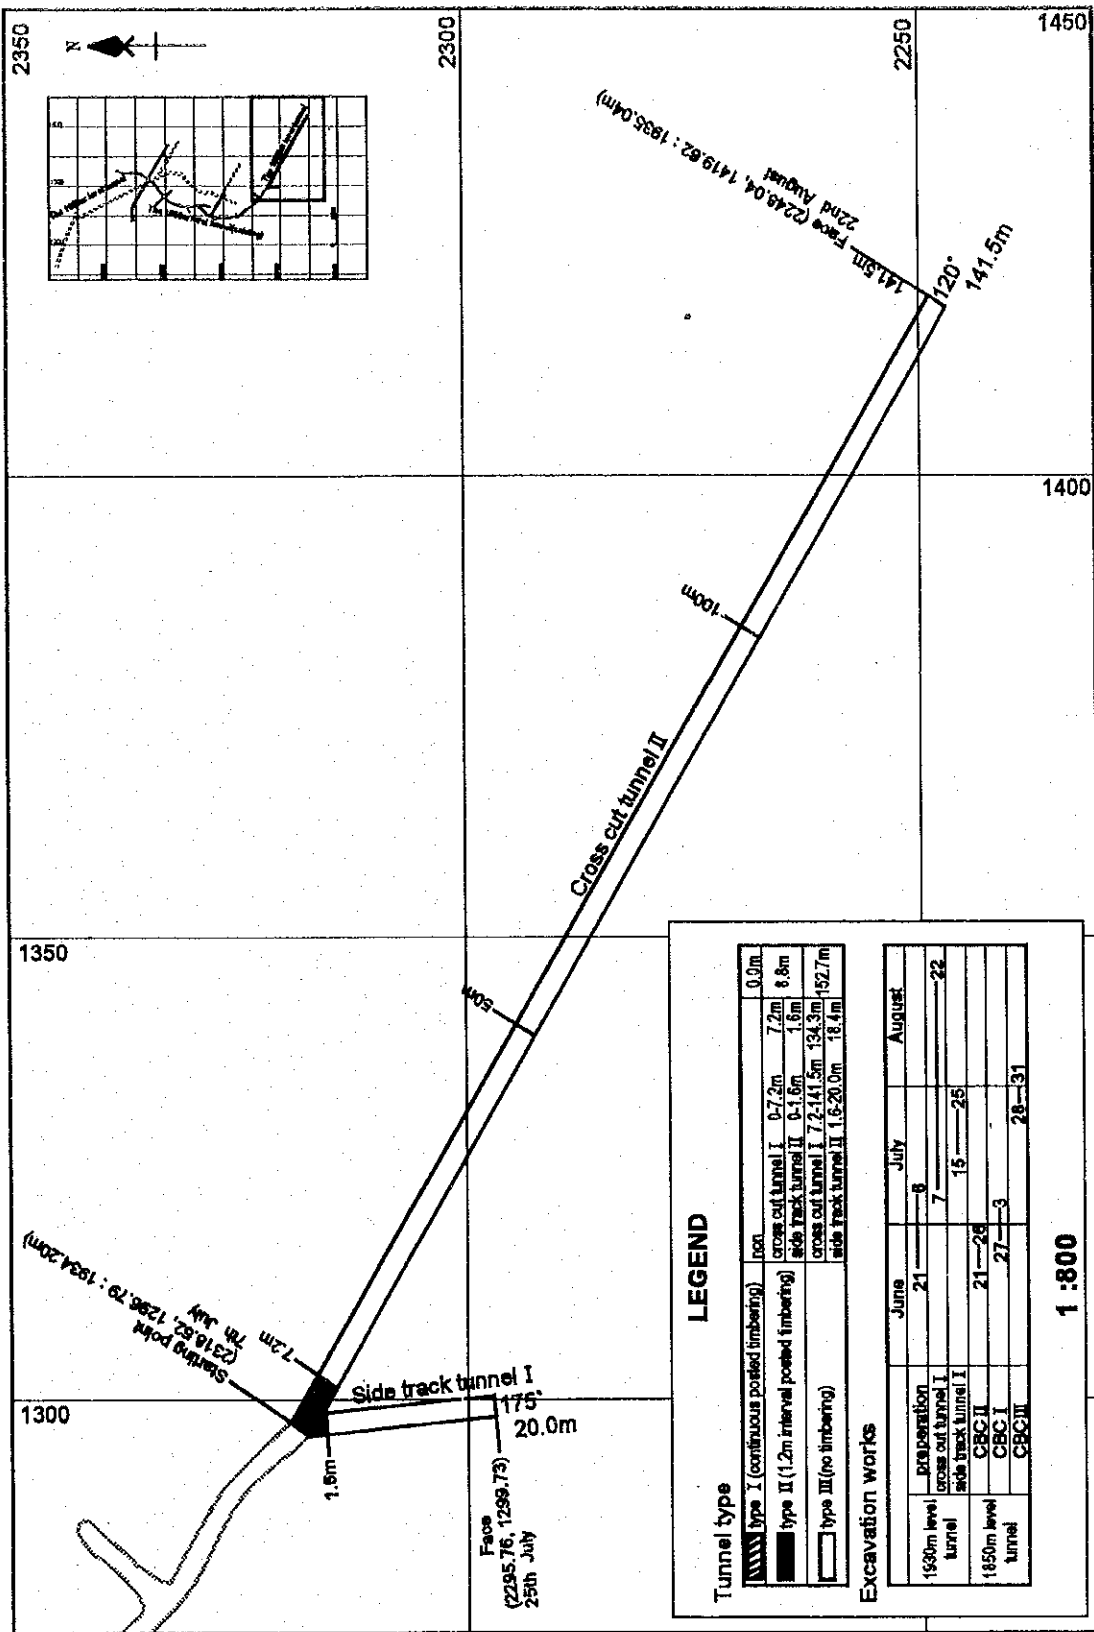 2350
2300
2250
1450
1400
1350
1300
N
Face (2248.04, 1419.82 : 1935.04m)
22nd August
141.5m
120°
141.5m
100m
Cross cut tunnel II
50m
Starting point
(2318.52, 1296.79 : 1934.20m)
7th July
7.2m
Side track tunnel I
175°
20.0m
1.6m
Face
(2295.76, 1299.73)
25th July
LEGEND
Tunnel type
type I (continuous posted timbering) non 0.0m
type II (1.2m interval posted timbering) cross cut tunnel I 0-7.2m 7.2m 8.8m
side track tunnel II 0-1.6m 1.6m
type III (no timbering) cross cut tunnel I 7.2-141.5m 134.3m 152.7m
side track tunnel II 1.6-20.0m 18.4m
Excavation works
June July August
1930m level tunnel preparation 21 6
cross cut tunnel I 7 22
side track tunnel I 15 25
1850m level tunnel CBC II 21 26
CBC I 27 3
CBC III 28 31
1 : 800